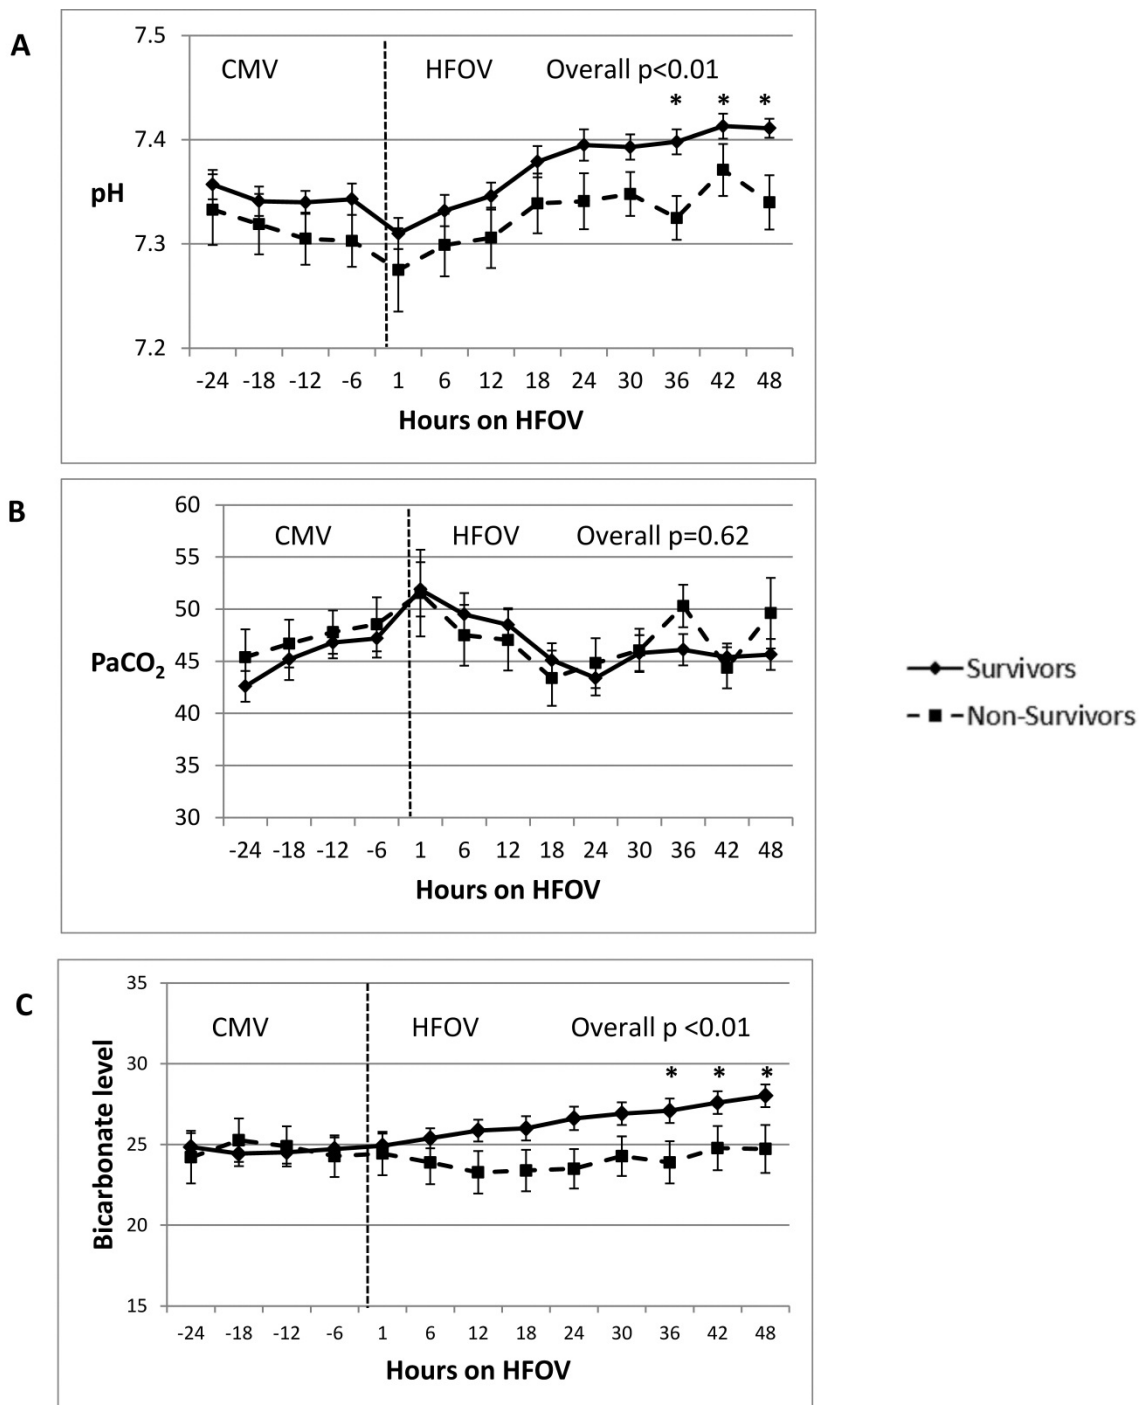 A
7.5
CMV
HFOV
Overall p<0.01
* * *
7.4
pH
7.3
7.2
-24 -18 -12 -6 1 6 12 18 24 30 36 42 48
Hours on HFOV
B
60
CMV
HFOV
Overall p=0.62
55
50
45
PaCO₂
40
35
30
-24 -18 -12 -6 1 6 12 18 24 30 36 42 48
Hours on HFOV
Survivors
Non-Survivors
C
35
CMV
HFOV
Overall p <0.01
30
* * *
Bicarbonate level
25
20
15
-24 -18 -12 -6 1 6 12 18 24 30 36 42 48
Hours on HFOV